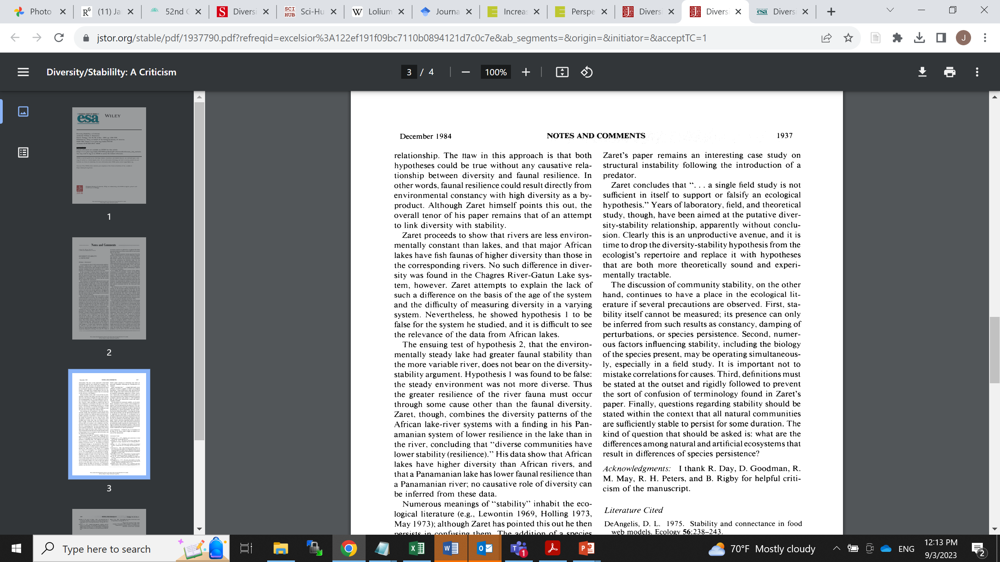 Photo
(11) Ja
52nd C
Divers
Sci-Hu
Lolium
Journa
Increas
Perspe
Divers
Divers
Divers
jstor.org/stable/pdf/1937790.pdf?refreqid=excelsior%3A122ef191f09bc7110b0894121d7c0c7e&ab_segments=&origin=&initiator=&acceptTC=1
J
Diversity/Stabililty: A Criticism
3 / 4
100%
esa WILEY
JSTOR
1
Notes and Comments
2
3
December 1984 NOTES AND COMMENTS 1937
relationship. The flaw in this approach is that both
hypotheses could be true without any causative rela-
tionship between diversity and faunal resilience. In
other words, faunal resilience could result directly from
environmental constancy with high diversity as a by-
product. Although Zaret himself points this out, the
overall tenor of his paper remains that of an attempt
to link diversity with stability.
Zaret proceeds to show that rivers are less environ-
mentally constant than lakes, and that major African
lakes have fish faunas of higher diversity than those in
the corresponding rivers. No such difference in diver-
sity was found in the Chagres River-Gatun Lake sys-
tem, however. Zaret attempts to explain the lack of
such a difference on the basis of the age of the system
and the difficulty of measuring diversity in a varying
system. Nevertheless, he showed hypothesis 1 to be
false for the system he studied, and it is difficult to see
the relevance of the data from African lakes.
The ensuing test of hypothesis 2, that the environ-
mentally steady lake had greater faunal stability than
the more variable river, does not bear on the diversity-
stability argument. Hypothesis 1 was found to be false:
the steady environment was not more diverse. Thus
the greater resilience of the river fauna must occur
through some cause other than the faunal diversity.
Zaret, though, combines the diversity patterns of the
African lake-river systems with a finding in his Pan-
amanian system of lower resilience in the lake than in
the river, concluding that “diverse communities have
lower stability (resilience).” His data show that African
lakes have higher diversity than African rivers, and
that a Panamanian lake has lower faunal resilience than
a Panamanian river; no causative role of diversity can
be inferred from these data.
Numerous meanings of “stability” inhabit the eco-
logical literature (e.g., Lewontin 1969, Holling 1973,
May 1973); although Zaret has pointed this out he then
persists in confusing them. The addition of a species
Zaret’s paper remains an interesting case study on
structural instability following the introduction of a
predator.
Zaret concludes that “. . . a single field study is not
sufficient in itself to support or falsify an ecological
hypothesis.” Years of laboratory, field, and theoretical
study, though, have been aimed at the putative diver-
sity-stability relationship, apparently without conclu-
sion. Clearly this is an unproductive avenue, and it is
time to drop the diversity-stability hypothesis from the
ecologist’s repertoire and replace it with hypotheses
that are both more theoretically sound and experi-
mentally tractable.
The discussion of community stability, on the other
hand, continues to have a place in the ecological lit-
erature if several precautions are observed. First, sta-
bility itself cannot be measured; its presence can only
be inferred from such results as constancy, damping of
perturbations, or species persistence. Second, numer-
ous factors influencing stability, including the biology
of the species present, may be operating simultaneous-
ly, especially in a field study. It is important not to
mistake correlations for causes. Third, definitions must
be stated at the outset and rigidly followed to prevent
the sort of confusion of terminology found in Zaret’s
paper. Finally, questions regarding stability should be
stated within the context that all natural communities
are sufficiently stable to persist for some duration. The
kind of question that should be asked is: what are the
differences among natural and artificial ecosystems that
result in differences of species persistence?
Acknowledgments: I thank R. Day, D. Goodman, R.
M. May, R. H. Peters, and B. Rigby for helpful criti-
cism of the manuscript.
Literature Cited
DeAngelis, D. L. 1975. Stability and connectance in food
web models. Ecology 56:238–243.
Type here to search
70°F Mostly cloudy
ENG
12:13 PM
9/3/2023
2